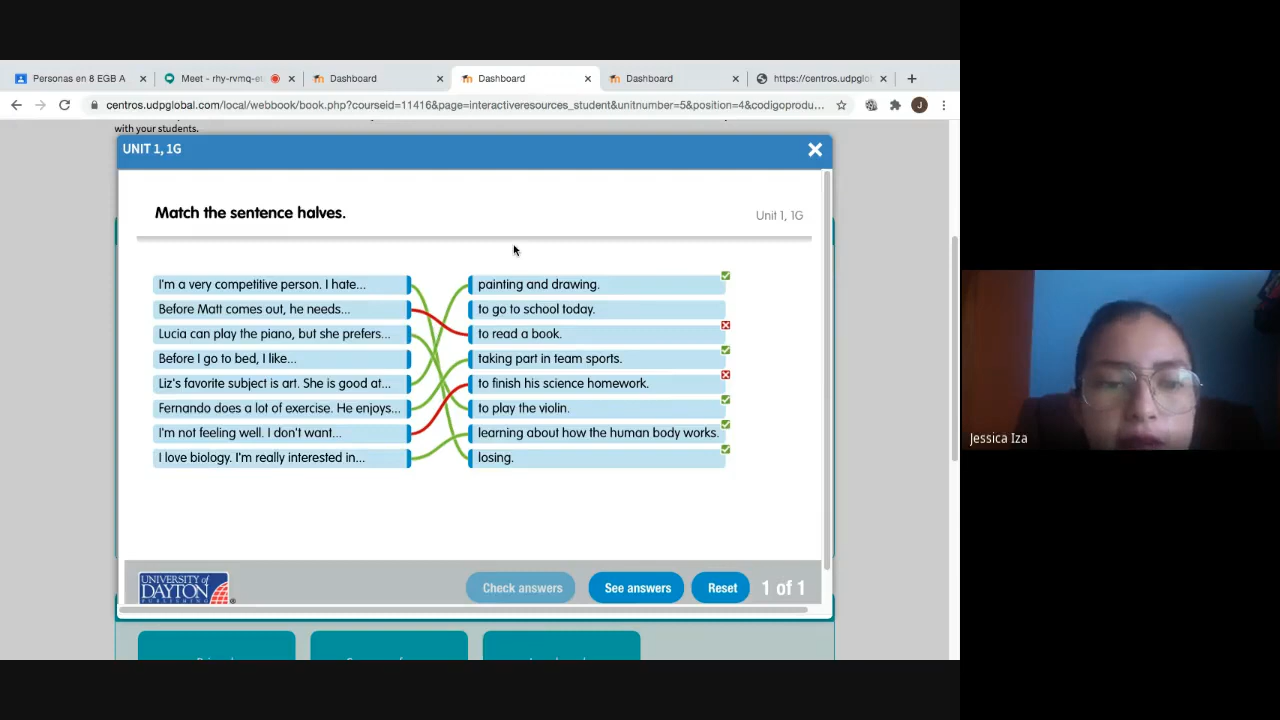 Personas en 8 EGB A
Meet - rhy-rvmq-et
Dashboard
Dashboard
Dashboard
https://centros.udpglobal.
centros.udpglobal.com/local/webbook/book.php?courseid=11416&page=interactiveresources_student&unitnumber=5&position=4&codigoprodu...
J
with your students.
UNIT 1, 1G
Match the sentence halves.
Unit 1, 1G
I'm a very competitive person. I hate...
painting and drawing.
Before Matt comes out, he needs...
to go to school today.
Lucia can play the piano, but she prefers...
to read a book.
Before I go to bed, I like...
taking part in team sports.
Liz's favorite subject is art. She is good at...
to finish his science homework.
Fernando does a lot of exercise. He enjoys...
to play the violin.
I'm not feeling well. I don't want...
learning about how the human body works.
I love biology. I'm really interested in...
losing.
UNIVERSITY of
DAYTON
PUBLISHING
Check answers
See answers
Reset
1 of 1
Jessica Iza